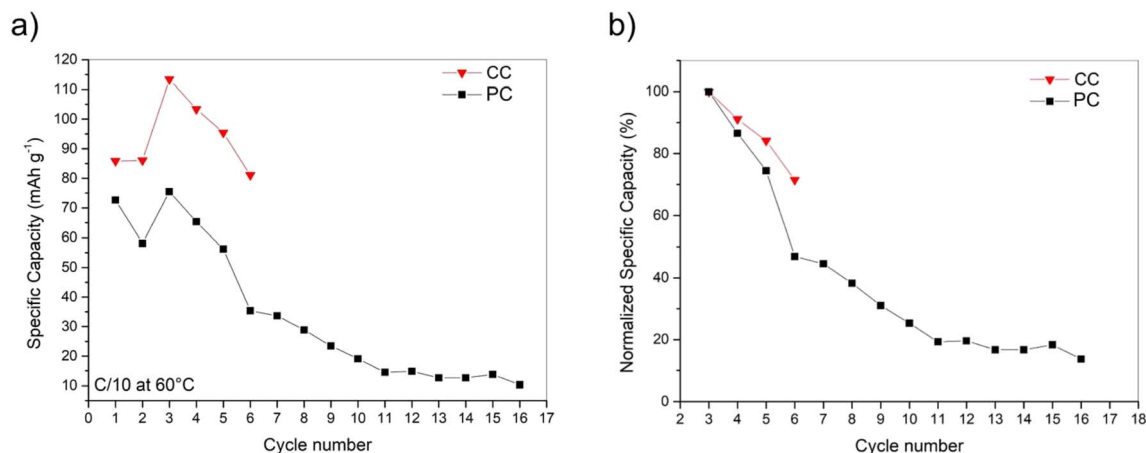 a)
120
110
100
90
80
70
60
50
40
30
20
10
Specific Capacity (mAh g⁻¹)
CC
PC
C/10 at 60°C
0 1 2 3 4 5 6 7 8 9 10 11 12 13 14 15 16 17
Cycle number
b)
100
80
60
40
20
0
Normalized Specific Capacity (%)
CC
PC
2 3 4 5 6 7 8 9 10 11 12 13 14 15 16 17 18
Cycle number